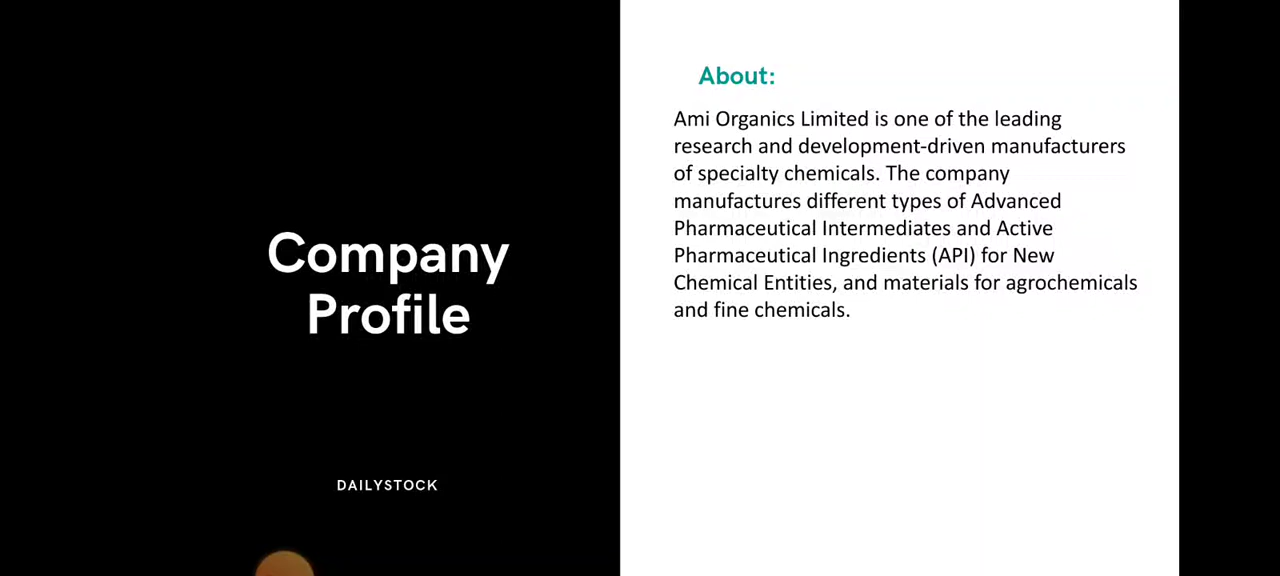 Company
Profile
DAILYSTOCK
About:
Ami Organics Limited is one of the leading
research and development-driven manufacturers
of specialty chemicals. The company
manufactures different types of Advanced
Pharmaceutical Intermediates and Active
Pharmaceutical Ingredients (API) for New
Chemical Entities, and materials for agrochemicals
and fine chemicals.